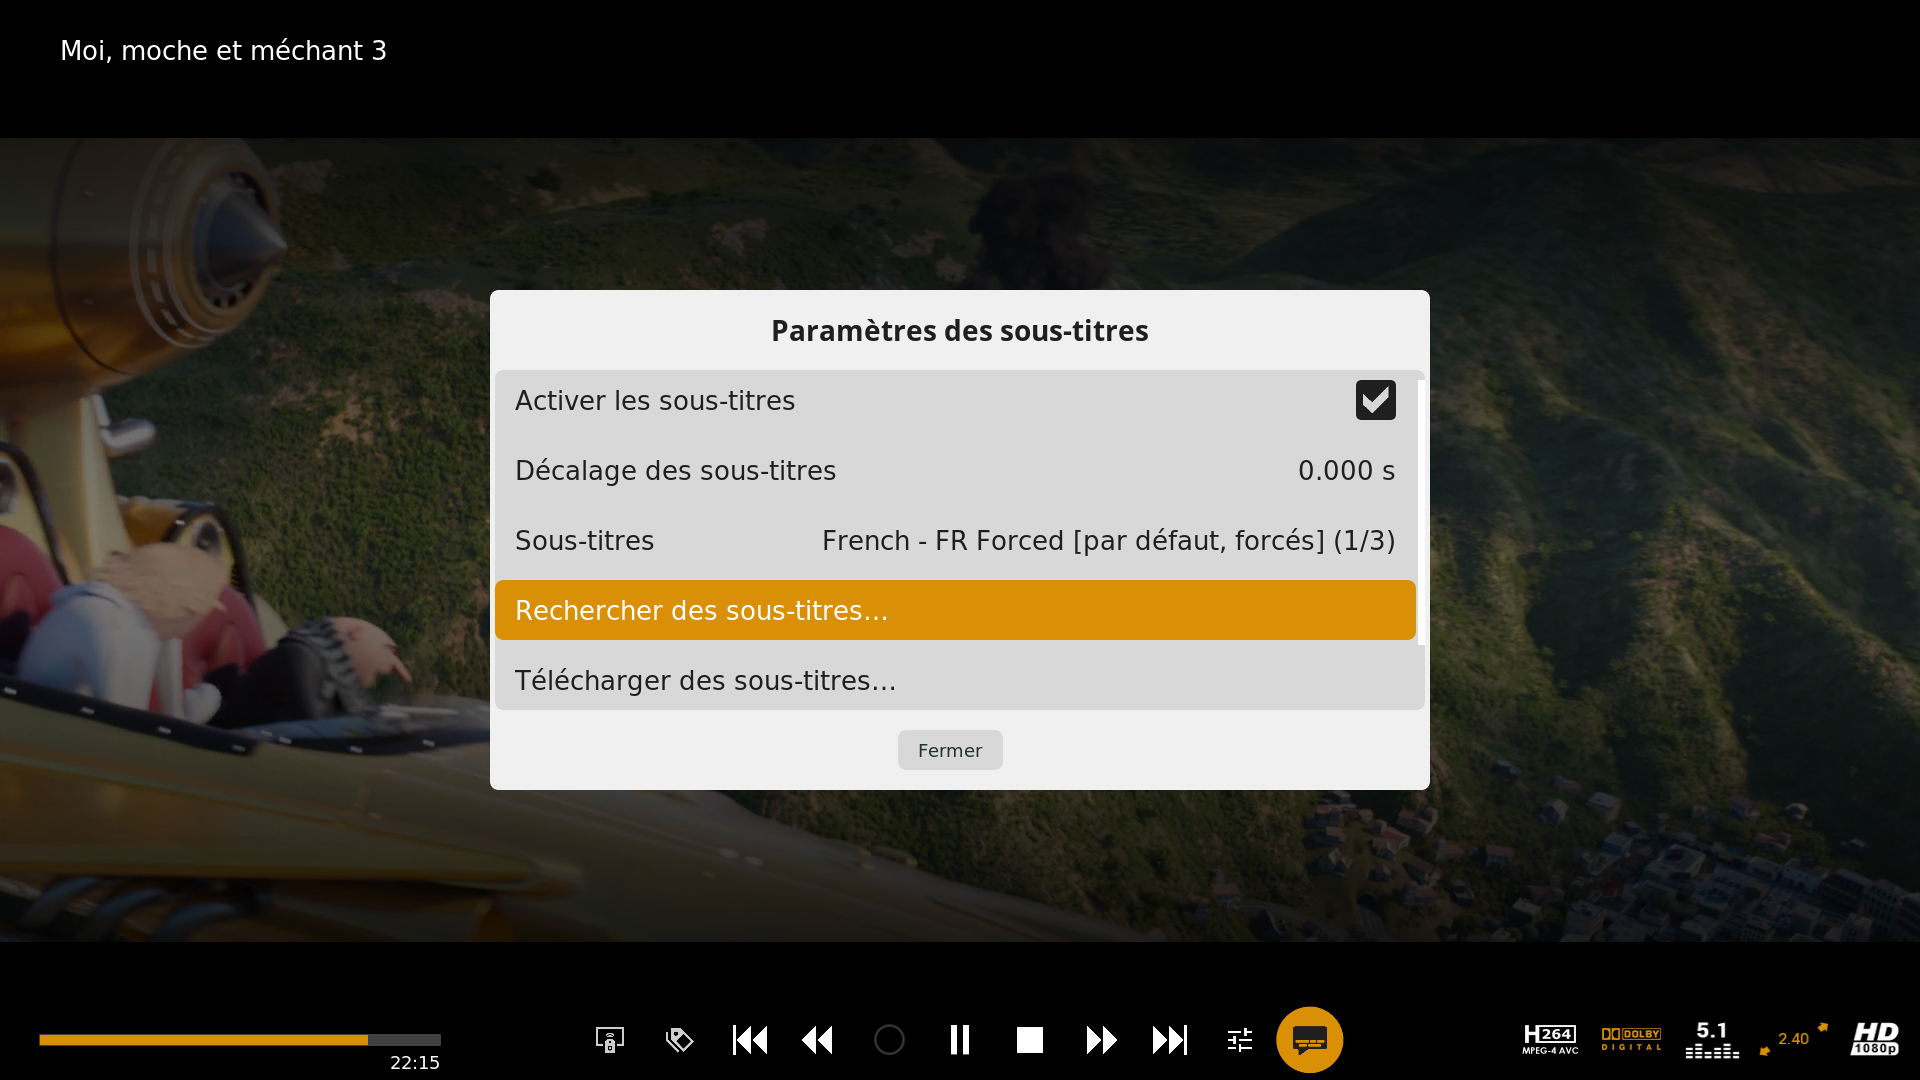 Moi, moche et méchant 3
Paramètres des sous-titres
Activer les sous-titres
Décalage des sous-titres 0.000 s
Sous-titres French - FR Forced [par défaut, forcés] (1/3)
Rechercher des sous-titres...
Télécharger des sous-titres...
Fermer
22:15
H264
MPEG-4 AVC
DOLBY
DIGITAL
5.1
2.40
HD
1080p